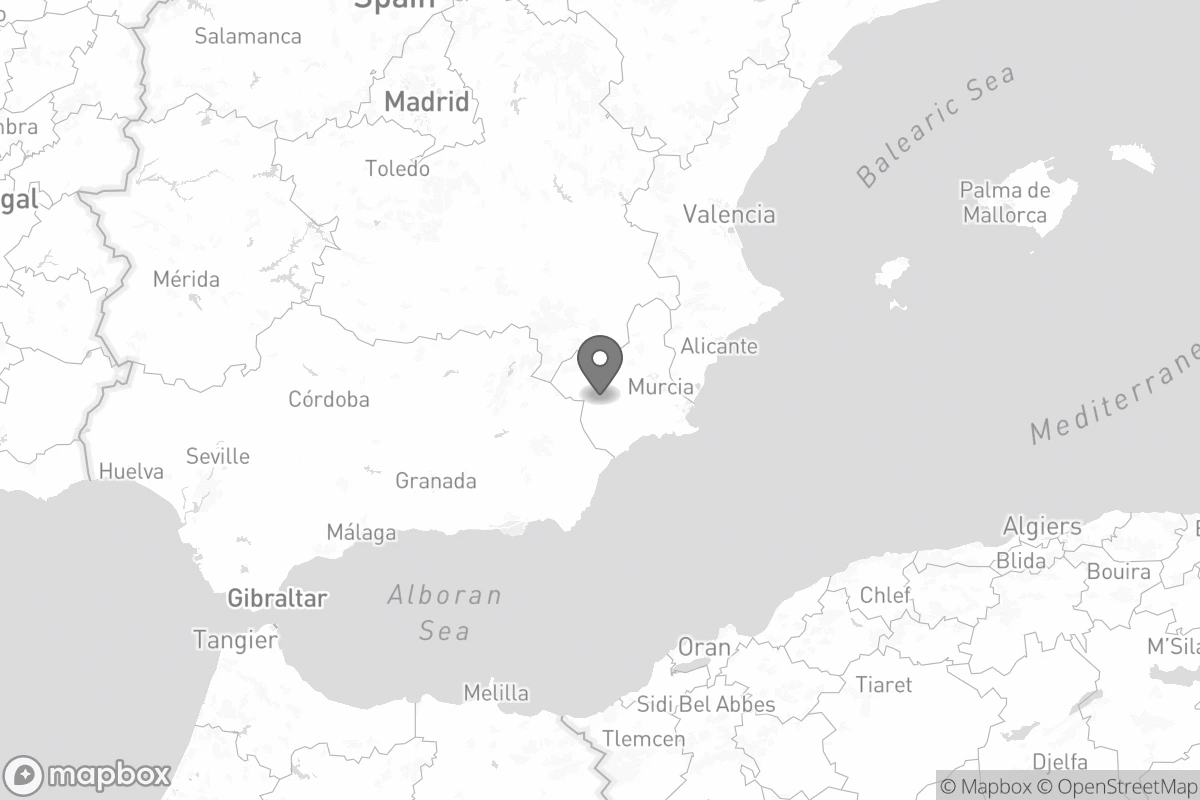 Spain
Salamanca
Madrid
Balearic Sea
Toledo
Palma de
Mallorca
Valencia
Mérida
Alicante
Murcia
Mediterrane
Córdoba
Seville
Huelva
Granada
Málaga
Algiers
Blida
Bouira
Gibraltar
Alboran
Sea
Chlef
Tangier
Oran
M'Sila
Tiaret
Melilla
Sidi Bel Abbes
Tlemcen
Djelfa
mapbox
© Mapbox © OpenStreetMap